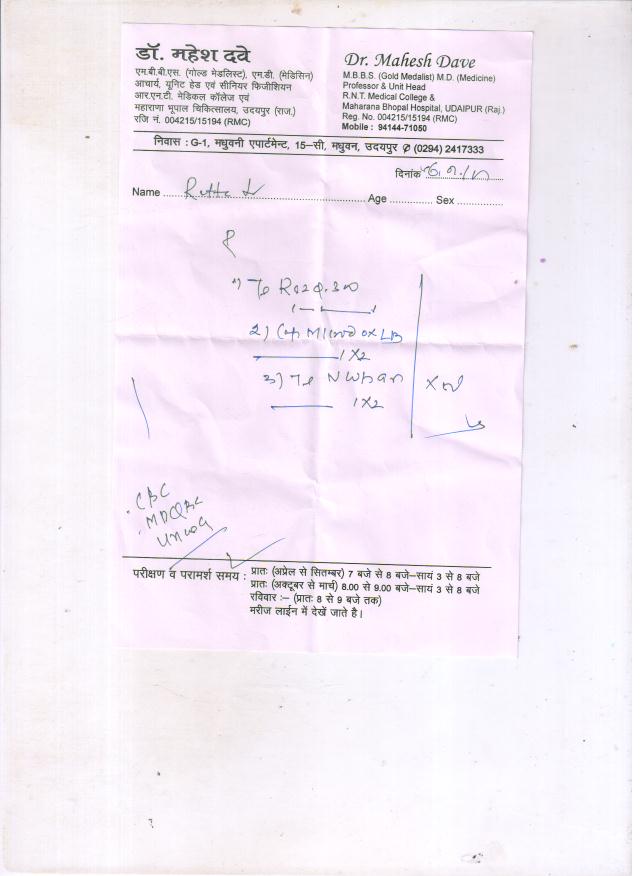 डॉ. महेश दवे
एम.बी.बी.एस. (गोल्ड मेडलिस्ट), एम.डी. (मेडिसिन)
आचार्य, यूनिट हेड एवं सीनियर फिजीशियन
आर.एन.टी. मेडिकल कॉलेज एवं
महाराणा भूपाल चिकित्सालय, उदयपुर (राज.)
रजि नं. 004215/15194 (RMC)
Dr. Mahesh Dave
M.B.B.S. (Gold Medalist) M.D. (Medicine)
Professor & Unit Head
R.N.T. Medical College &
Maharana Bhopal Hospital, UDAIPUR (Raj.)
Reg. No. 004215/15194 (RMC)
Mobile : 94144-71050
निवास : G-1, मधुवनी एपार्टमेन्ट, 15–सी, मधुवन, उदयपुर ✆ (0294) 2417333
दिनांक
Name Age Sex
1)
2)
1X2
3)
1X2
CBC
परीक्षण व परामर्श समय : प्रातः (अप्रेल से सितम्बर) 7 बजे से 8 बजे–सायं 3 से 8 बजे
प्रातः (अक्टूबर से मार्च) 8.00 से 9.00 बजे–सायं 3 से 8 बजे
रविवार :– (प्रातः 8 से 9 बजे तक)
मरीज लाईन में देखें जाते है।